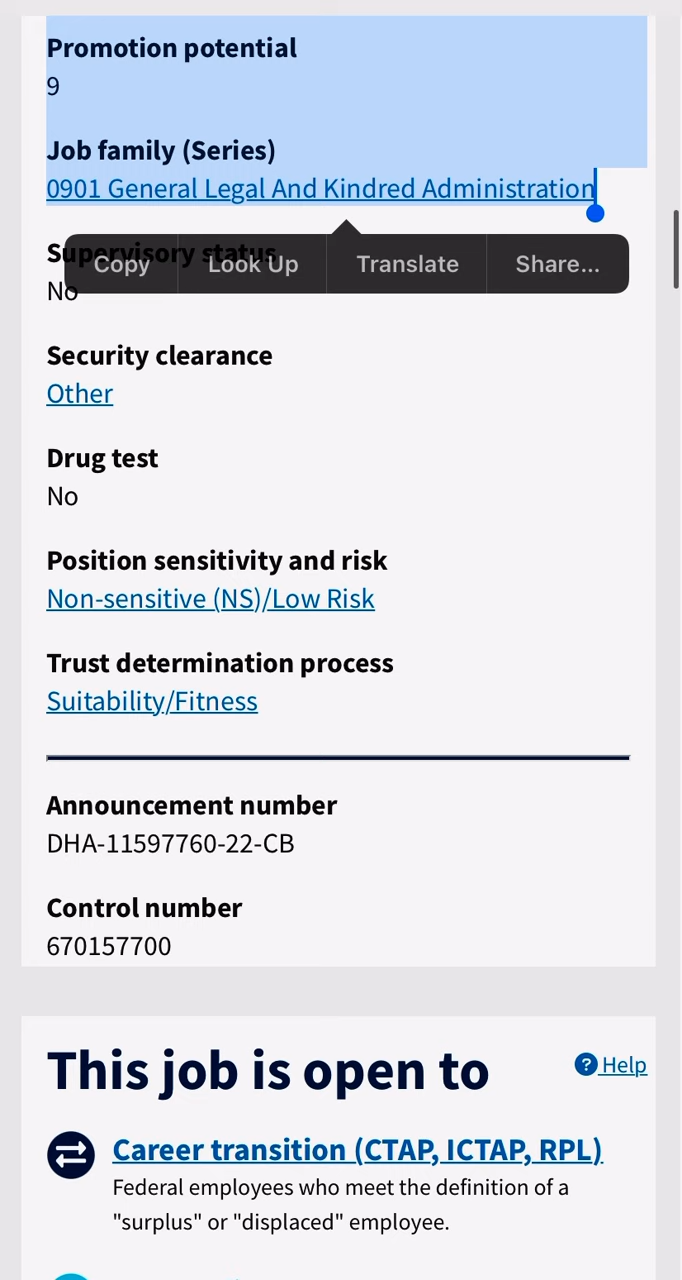 Promotion potential
9
Job family (Series)
0901 General Legal And Kindred Administration
Supervisory status
Copy
Look Up
Translate
Share...
No
Security clearance
Other
Drug test
No
Position sensitivity and risk
Non-sensitive (NS)/Low Risk
Trust determination process
Suitability/Fitness
Announcement number
DHA-11597760-22-CB
Control number
670157700
This job is open to
? Help
Career transition (CTAP, ICTAP, RPL)
Federal employees who meet the definition of a
"surplus" or "displaced" employee.